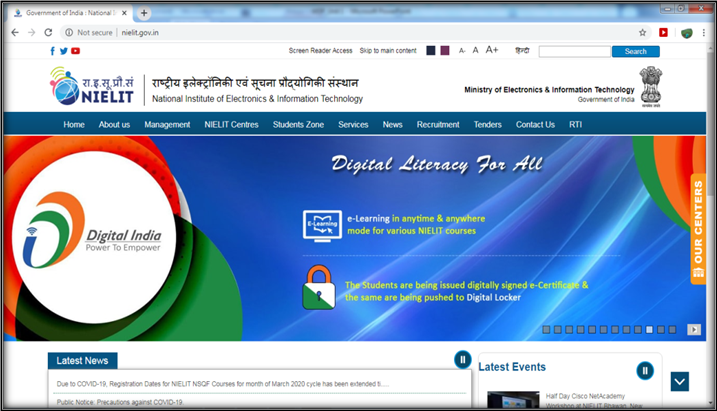 Government of India : National I
Not secure | nielit.gov.in
Screen Reader Access Skip to main content A- A A+ हिन्दी Search
रा.इ.सू.प्रौ.सं
NIELIT
राष्ट्रीय इलेक्ट्रॉनिकी एवं सूचना प्रौद्योगिकी संस्थान
National Institute of Electronics & Information Technology
Ministry of Electronics & Information Technology
Government of India
Home About us Management NIELIT Centres Students Zone Services News Recruitment Tenders Contact Us RTI
Digital Literacy For All
Digital India
Power To Empower
E-Learning
e-Learning in anytime & anywhere
mode for various NIELIT courses
The Students are being issued digitally signed e-Certificate &
the same are being pushed to Digital Locker
OUR CENTERS
Latest News
Due to COVID-19, Registration Dates for NIELIT NSQF Courses for month of March 2020 cycle has been extended ti.....
Public Notice: Precautions against COVID-19.
Latest Events
Half Day Cisco NetAcademy
Workshop at NIELIT Bhawan, New